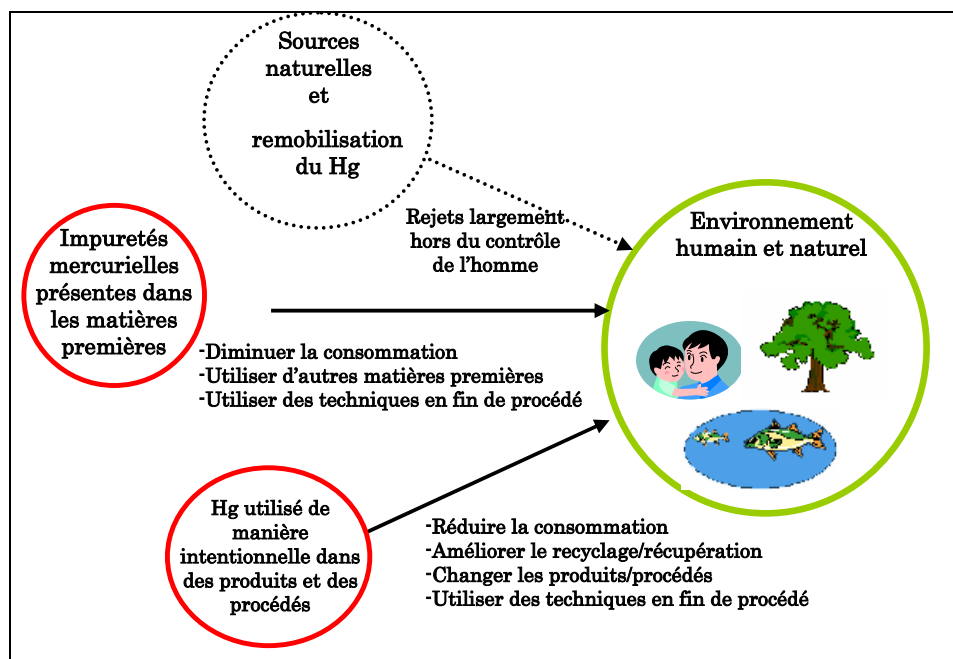 Sources
naturelles
et
remobilisation
du Hg
Rejets largement
hors du contrôle
de l'homme
Environnement
humain et naturel
Impuretés
mercurielles
présentes dans
les matières
premières
-Diminuer la consommation
-Utiliser d'autres matières premières
-Utiliser des techniques en fin de procédé
Hg utilisé de
manière
intentionnelle dans
des produits et des
procédés
-Réduire la consommation
-Améliorer le recyclage/récupération
-Changer les produits/procédés
-Utiliser des techniques en fin de procédé